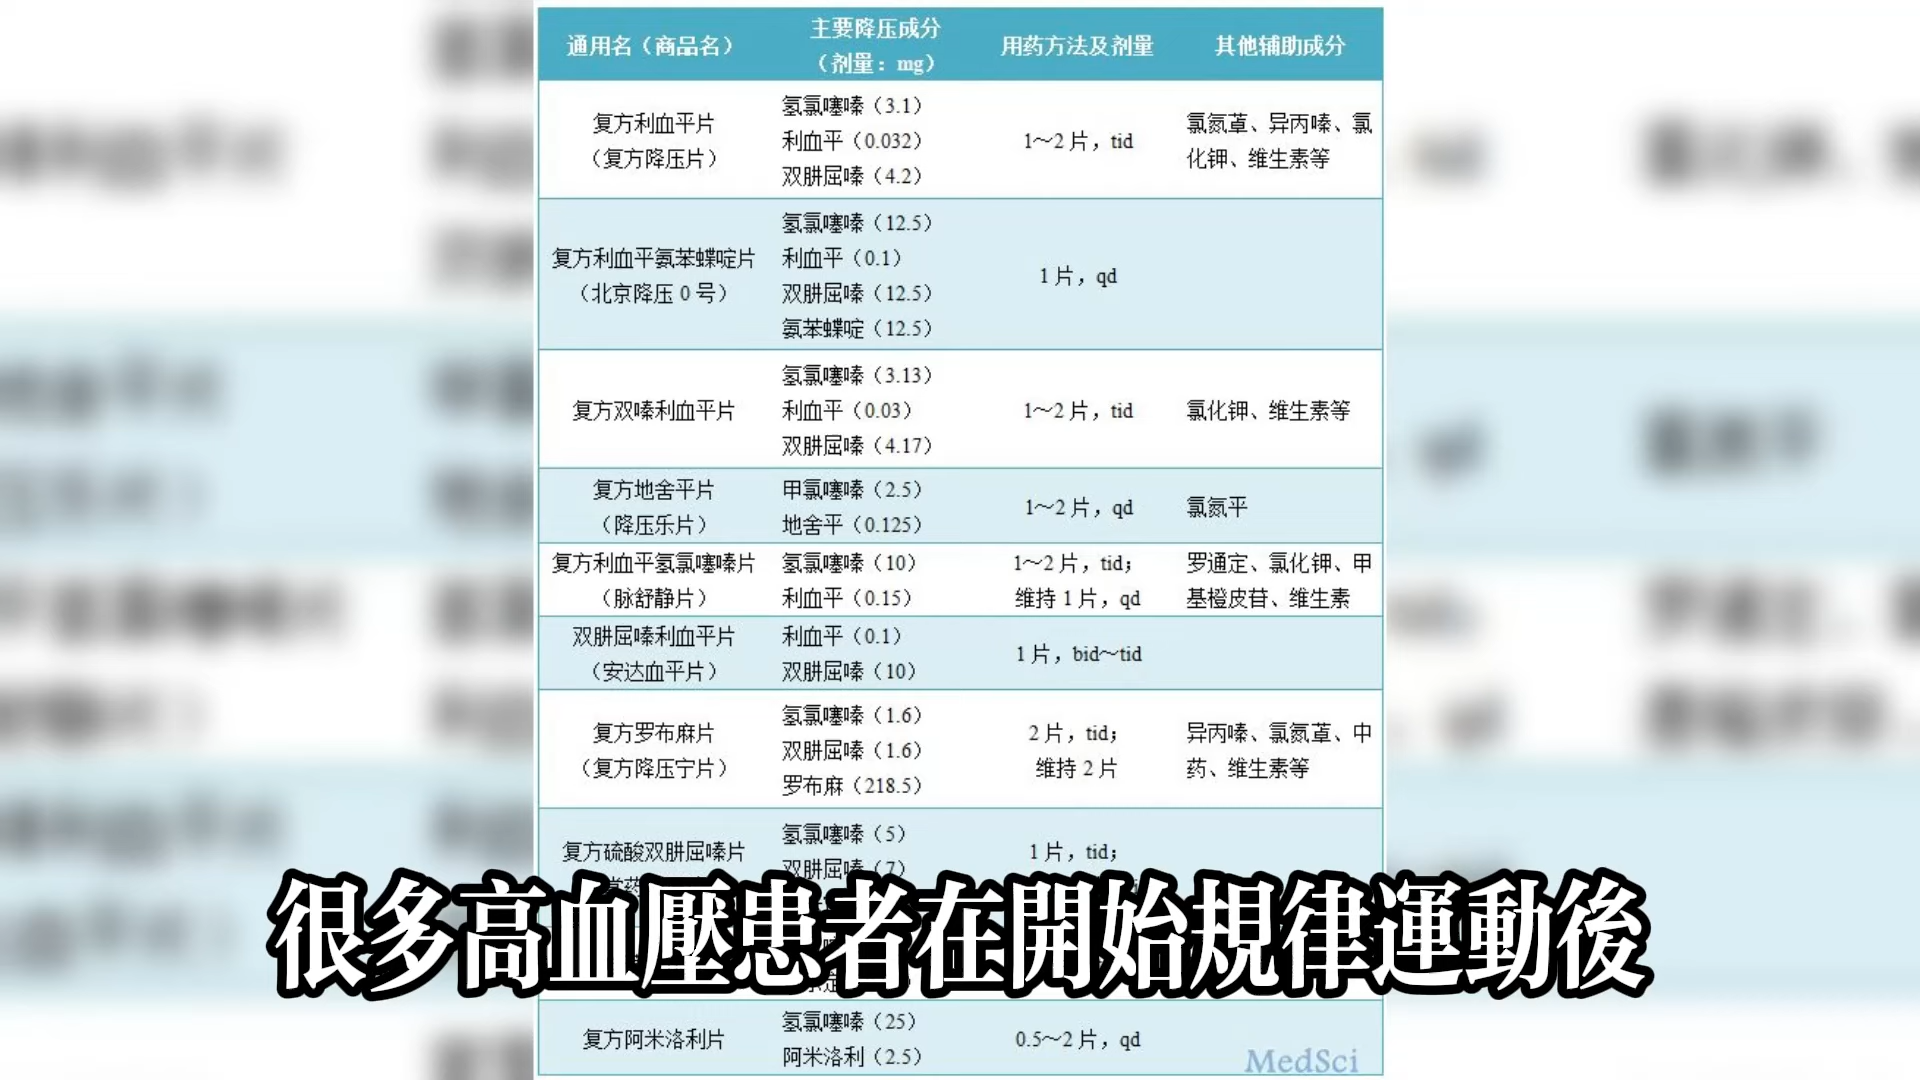 通用名（商品名）
主要降压成分
（剂量：mg）
用药方法及剂量
其他辅助成分
复方利血平片
（复方降压片）
氢氯噻嗪（3.1）
利血平（0.032）
双肼屈嗪（4.2）
1～2 片，tid
氯氮䓬、异丙嗪、氯
化钾、维生素等
复方利血平氨苯蝶啶片
（北京降压 0 号）
氢氯噻嗪（12.5）
利血平（0.1）
双肼屈嗪（12.5）
氨苯蝶啶（12.5）
1 片，qd
复方双嗪利血平片
氢氯噻嗪（3.13）
利血平（0.03）
双肼屈嗪（4.17）
1～2 片，tid
氯化钾、维生素等
复方地舍平片
（降压乐片）
甲氯噻嗪（2.5）
地舍平（0.125）
1～2 片，qd
氯氮平
复方利血平氢氯噻嗪片
（脉舒静片）
氢氯噻嗪（10）
利血平（0.15）
1～2 片，tid；
维持 1 片，qd
罗通定、氯化钾、甲
基橙皮苷、维生素
双肼屈嗪利血平片
（安达血平片）
利血平（0.1）
双肼屈嗪（10）
1 片，bid～tid
复方罗布麻片
（复方降压宁片）
氢氯噻嗪（1.6）
双肼屈嗪（1.6）
罗布麻（218.5）
2 片，tid；
维持 2 片
异丙嗪、氯氮䓬、中
药、维生素等
复方硫酸双肼屈嗪片
氢氯噻嗪（5）
双肼屈嗪（7）
1 片，tid；
很多高血壓患者在開始規律運動後
复方阿米洛利片
氢氯噻嗪（25）
阿米洛利（2.5）
0.5～2 片，qd
MedSci